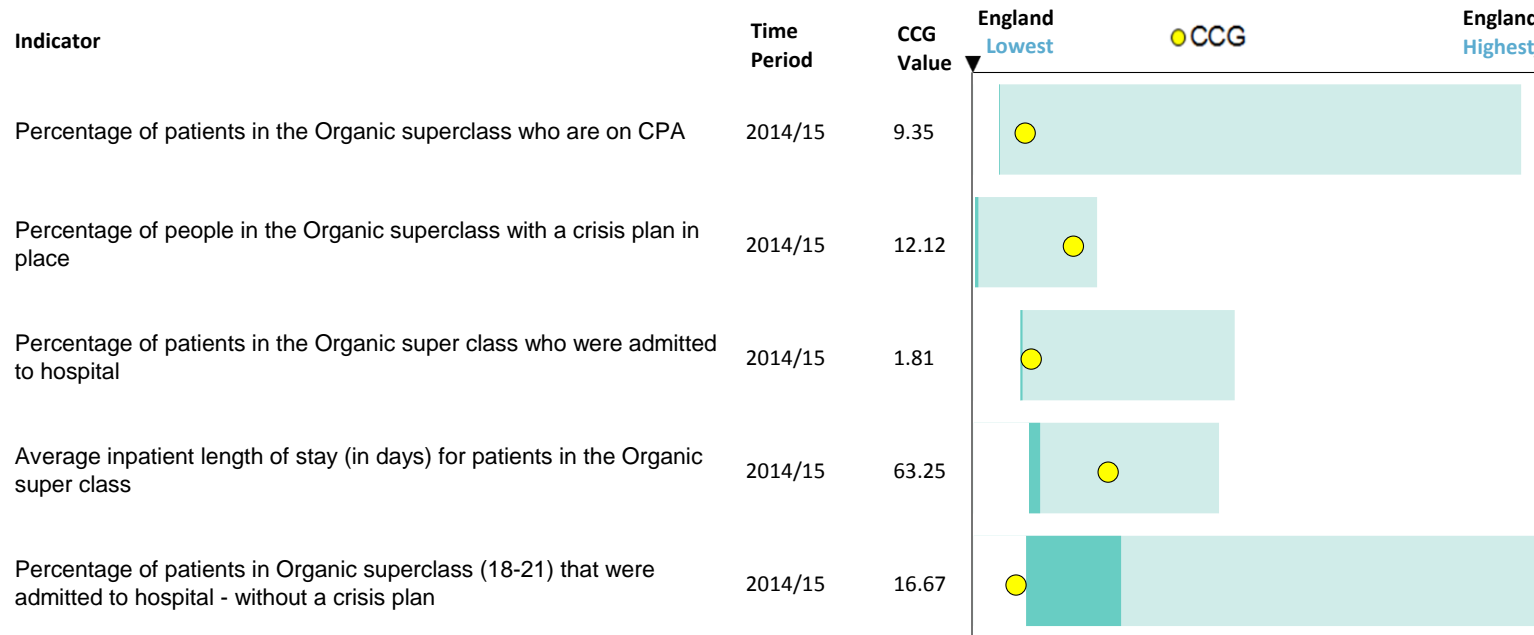 Indicator
Time
Period
CCG
Value
England
Lowest
CCG
England
Highest
Percentage of patients in the Organic superclass who are on CPA
2014/15
9.35
Percentage of people in the Organic superclass with a crisis plan in
place
2014/15
12.12
Percentage of patients in the Organic super class who were admitted
to hospital
2014/15
1.81
Average inpatient length of stay (in days) for patients in the Organic
super class
2014/15
63.25
Percentage of patients in Organic superclass (18-21) that were
admitted to hospital - without a crisis plan
2014/15
16.67